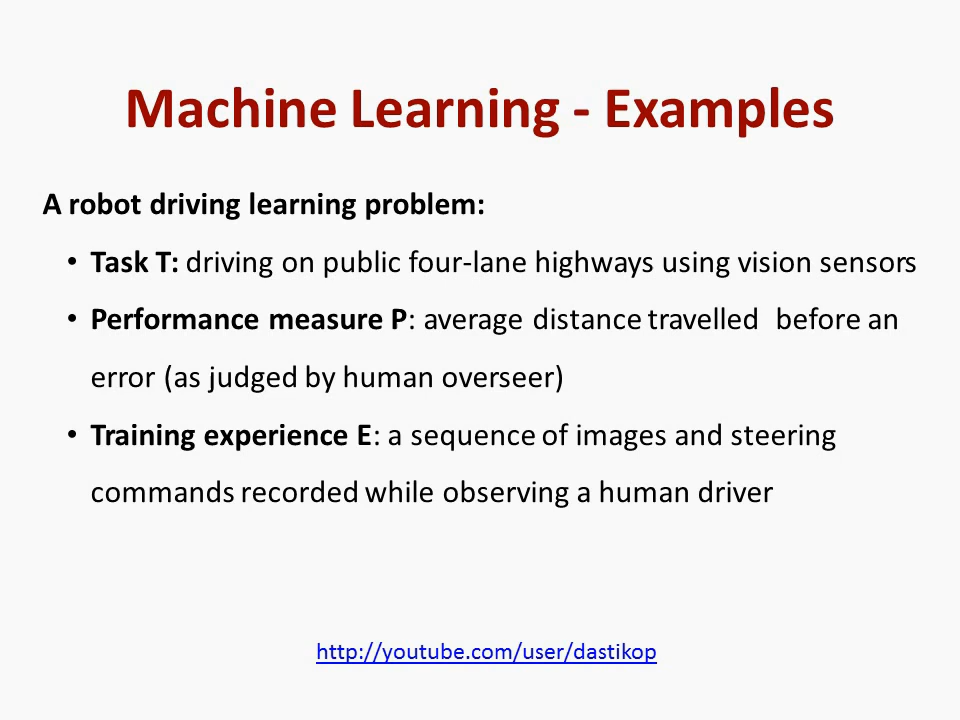 Machine Learning - Examples
A robot driving learning problem:
• Task T: driving on public four-lane highways using vision sensors
• Performance measure P: average distance travelled  before an
error (as judged by human overseer)
• Training experience E: a sequence of images and steering
commands recorded while observing a human driver
http://youtube.com/user/dastikop